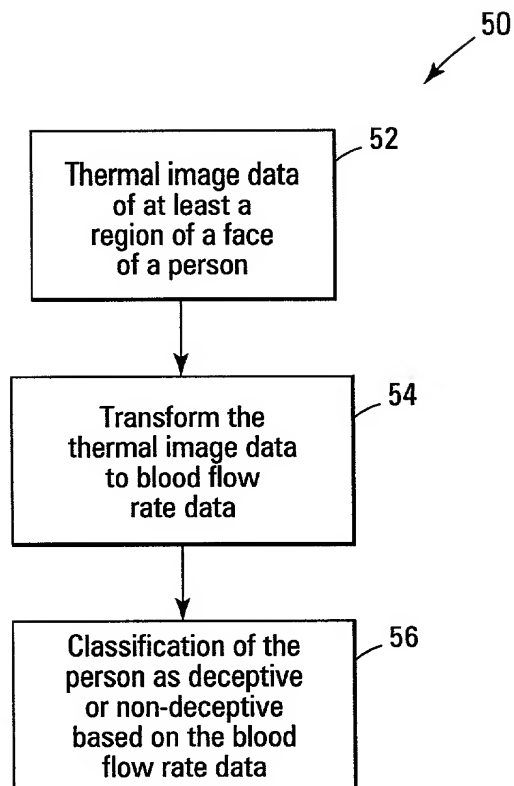 50
52
Thermal image data
of at least a
region of a face
of a person
54
Transform the
thermal image data
to blood flow
rate data
56
Classification of the
person as deceptive
or non-deceptive
based on the blood
flow rate data